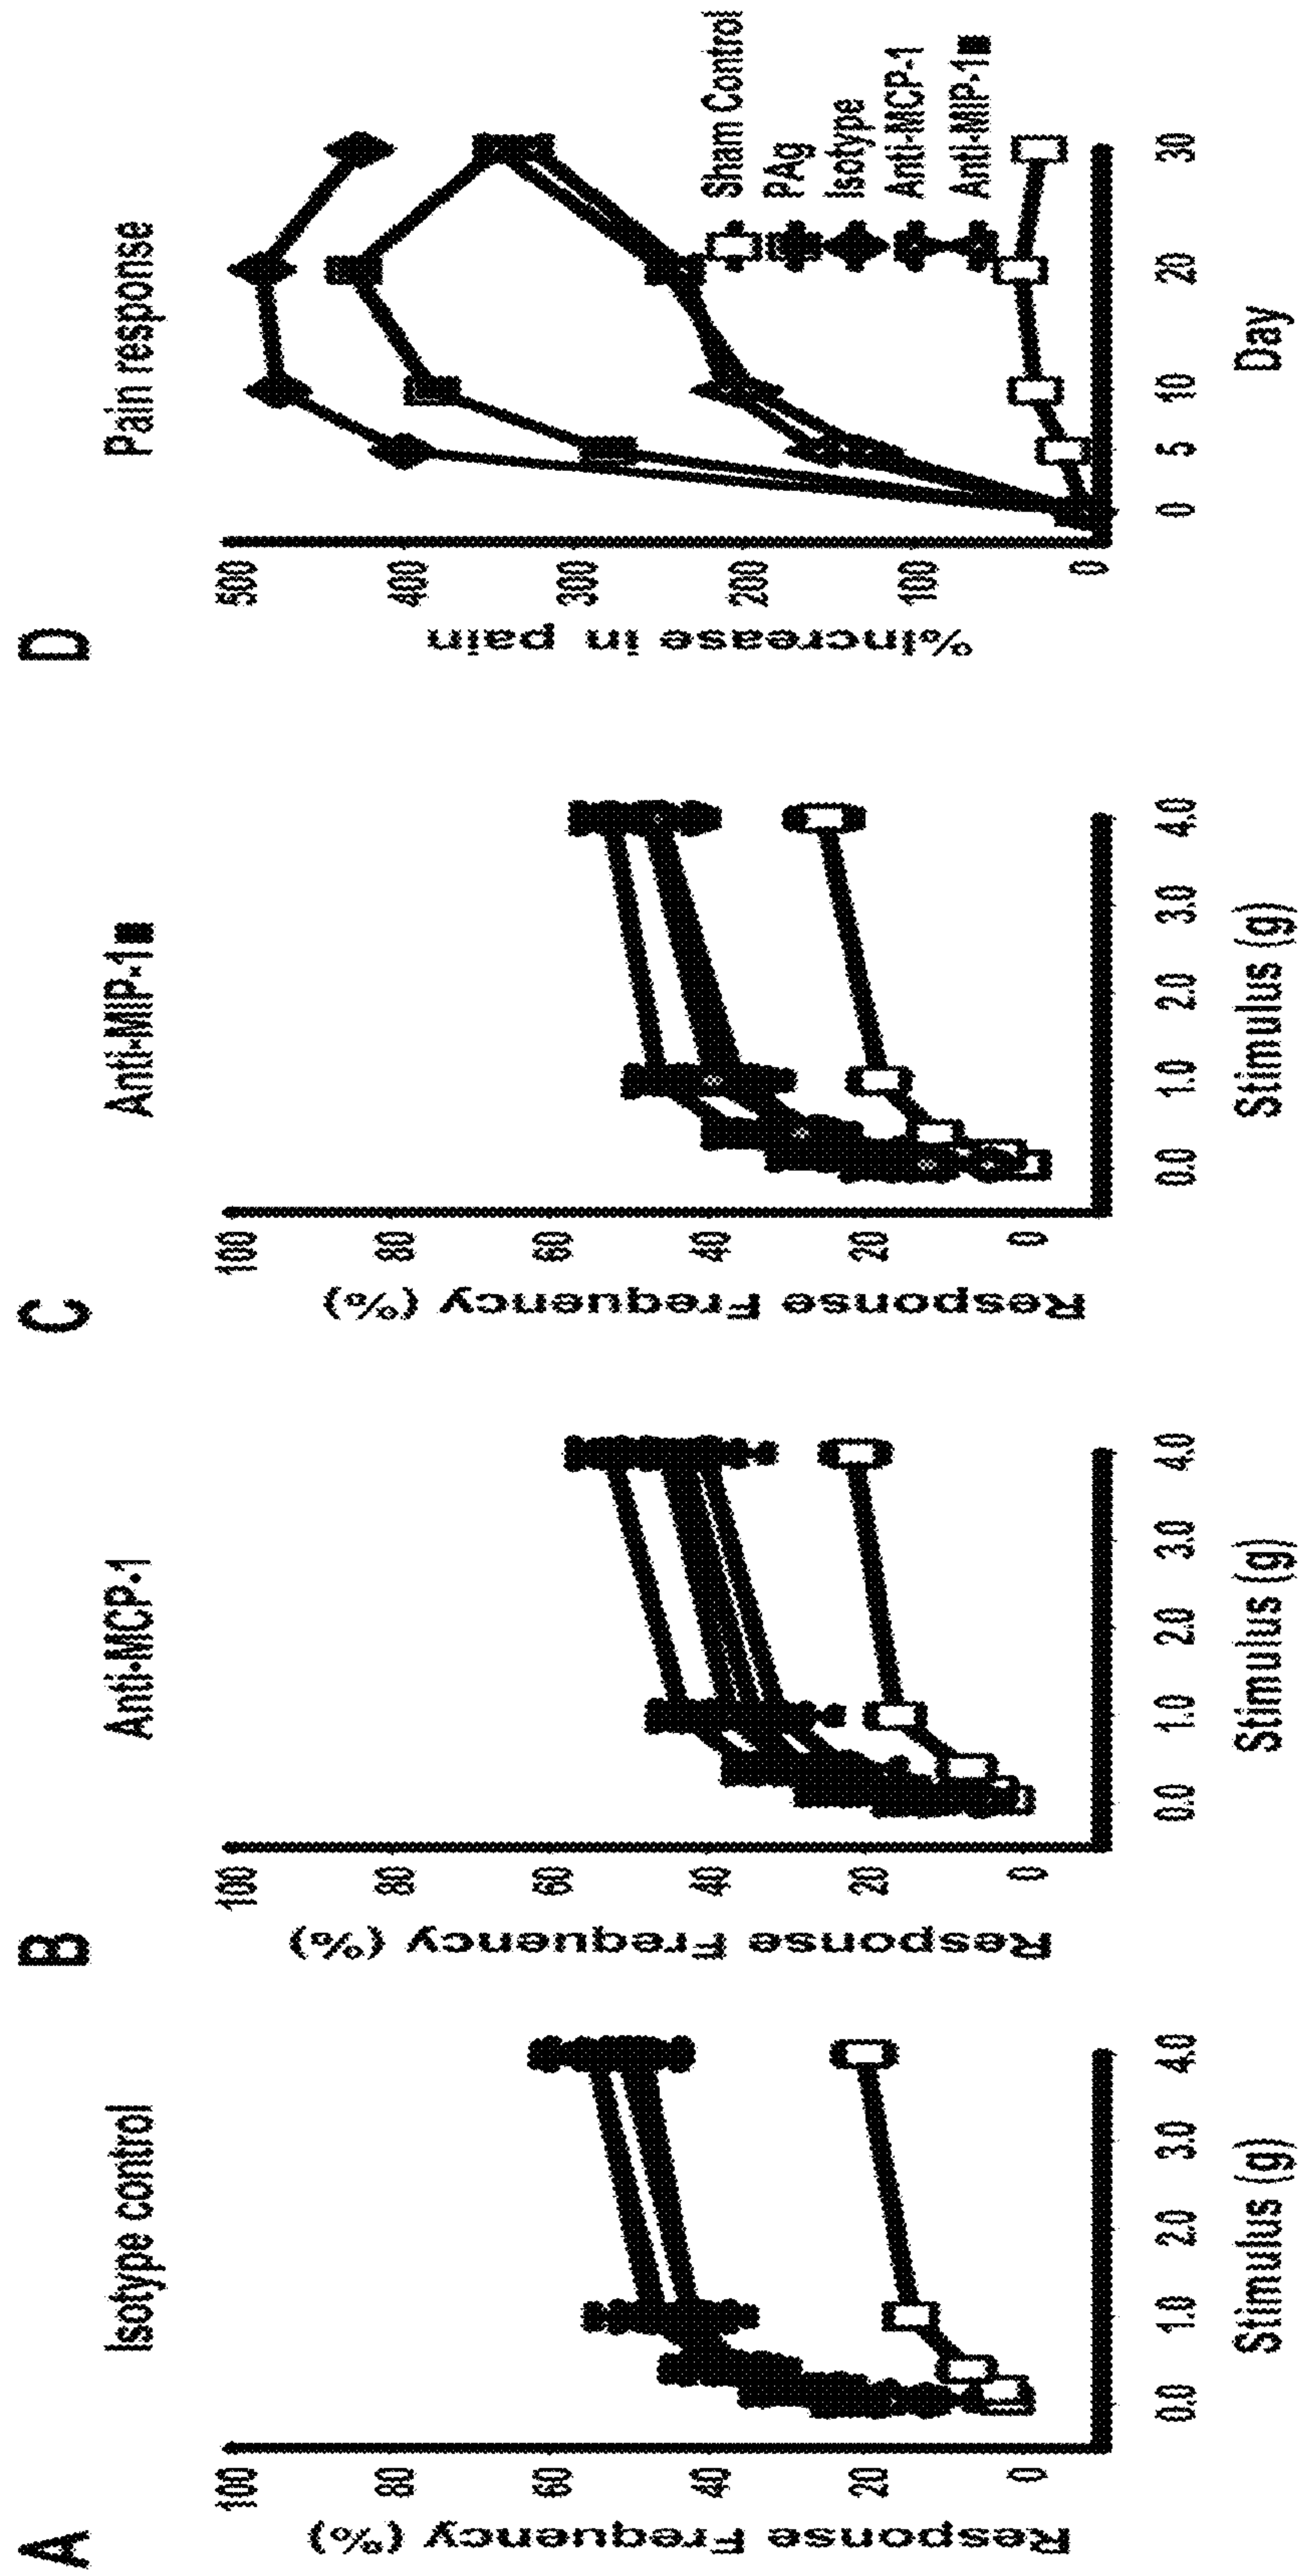 A
Isotype control
Response Frequency (%)
100
80
60
40
20
0
0.0 1.0 2.0 3.0 4.0
Stimulus (g)
B
Anti-MCP-1
Response Frequency (%)
100
80
60
40
20
0
0.0 1.0 2.0 3.0 4.0
Stimulus (g)
C
Anti-MIP-1■
Response Frequency (%)
100
80
60
40
20
0
0.0 1.0 2.0 3.0 4.0
Stimulus (g)
D
Pain response
%increase in pain
500
400
300
200
100
0
0 5 10 20 30
Day
Sham Control
PAg
Isotype
Anti-MCP-1
Anti-MIP-1■